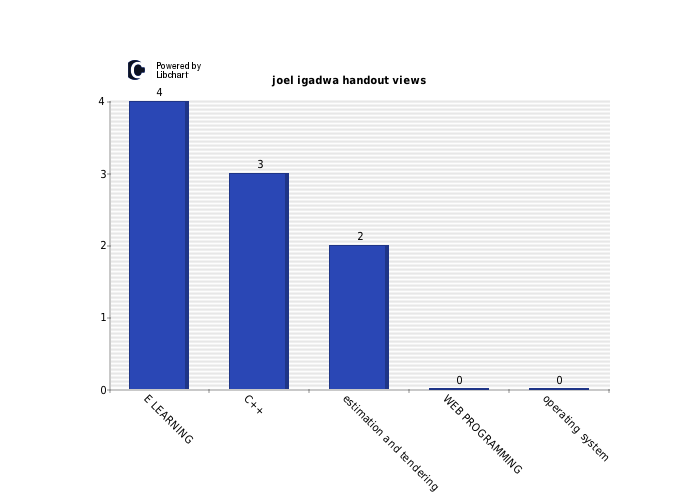 Powered by
Libchart
joel igadwa handout views
4
3
2
1
0
4
3
2
0
0
E LEARNING
C++
estimation and tendering
WEB PROGRAMMING
operating system